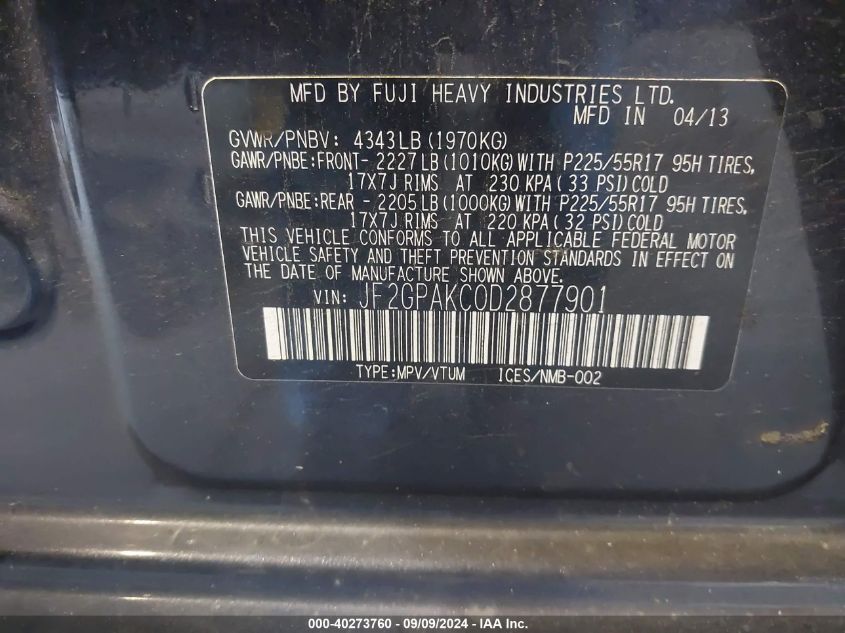 MFD BY FUJI HEAVY INDUSTRIES LTD.
MFD IN 04/13
GVWR/PNBV: 4343LB (1970KG)
GAWR/PNBE:FRONT- 2227 LB (1010KG) WITH P225/55R17 95H TIRES,
17X7J RIMS AT 230 KPA ( 33 PSI) COLD
GAWR/PNBE:REAR - 2205 LB (1000KG) WITH P225/55R17 95H TIRES,
17X7J RIMS AT 220 KPA ( 32 PSI) COLD
THIS VEHICLE CONFORMS TO ALL APPLICABLE FEDERAL MOTOR
VEHICLE SAFETY AND THEFT PREVENTION STANDARDS IN EFFECT ON
THE DATE OF MANUFACTURE SHOWN ABOVE.
VIN: JF2GPAKC0D2877901
TYPE:MPV/VTUM ICES/NMB-002
000-40273760 - 09/09/2024 - IAA Inc.